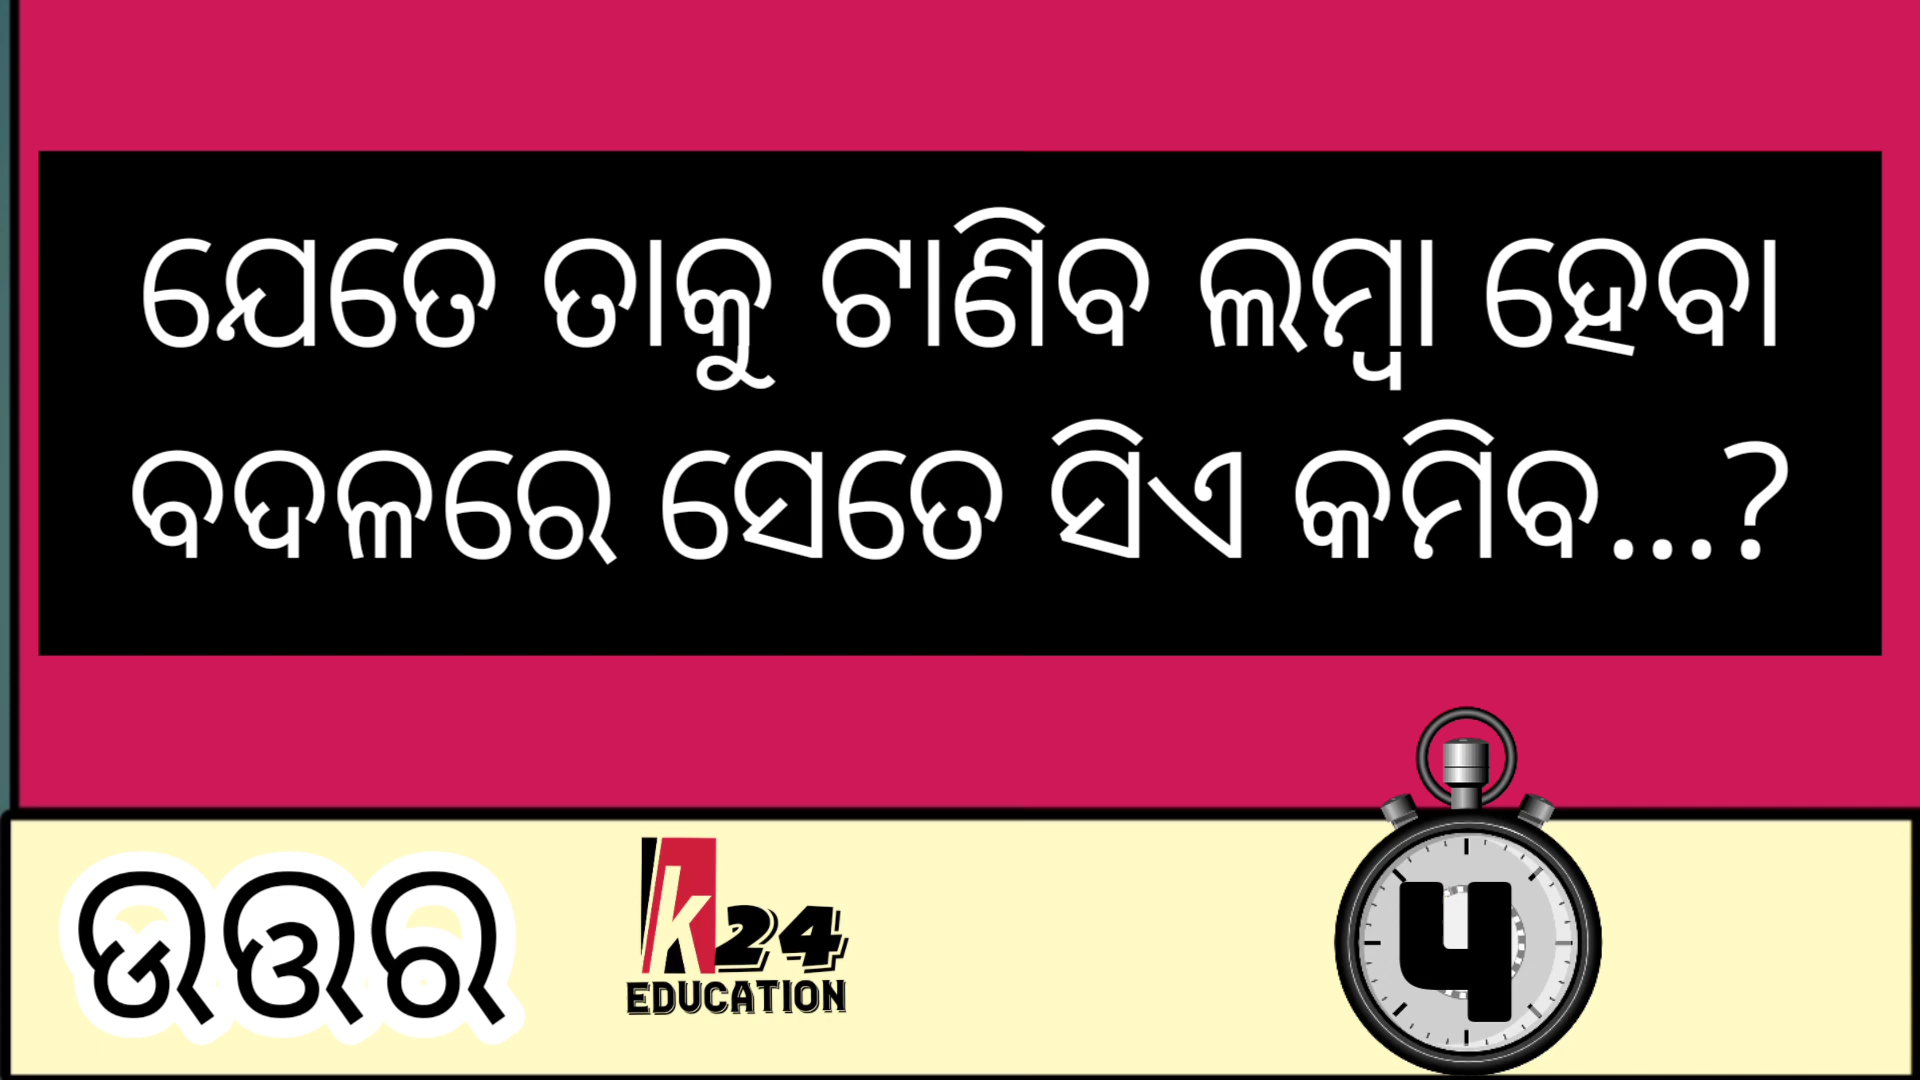 ଯେତେ ତାକୁ ଟାଣିବ ଲମ୍ବା ହେବା
ବଦଳରେ ସେତେ ସିଏ କମିବ...?
ଉତ୍ତର
k24
EDUCATION
4